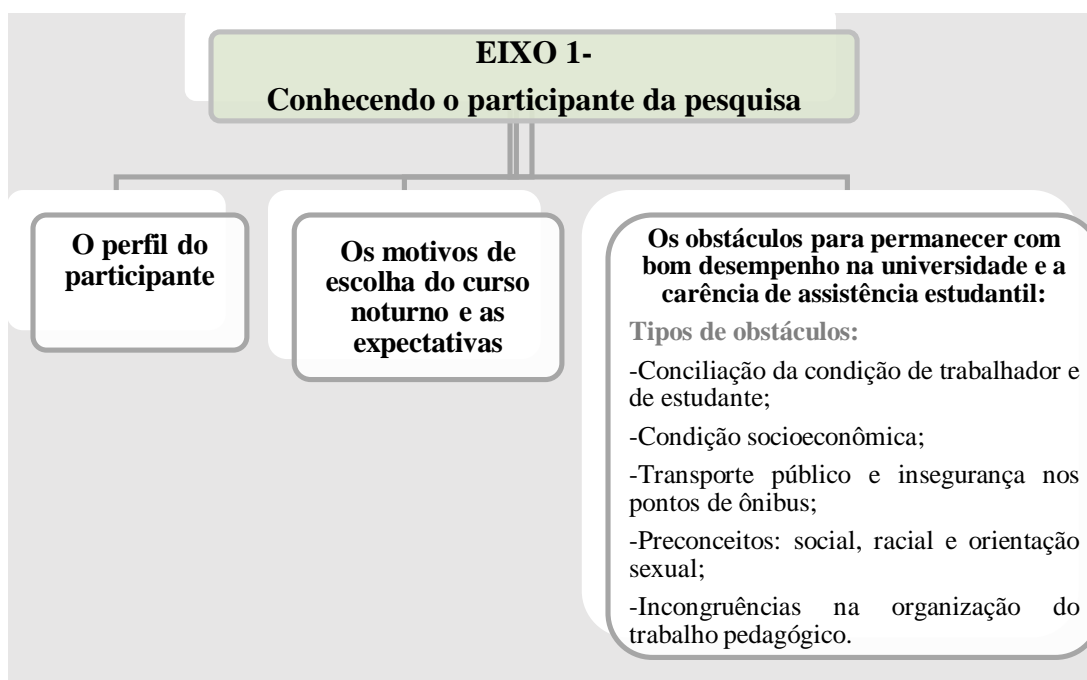 EIXO 1-
Conhecendo o participante da pesquisa
O perfil do
participante
Os motivos de
escolha do curso
noturno e as
expectativas
Os obstáculos para permanecer com
bom desempenho na universidade e a
carência de assistência estudantil:
Tipos de obstáculos:
-Conciliação da condição de trabalhador e
de estudante;
-Condição socioeconômica;
-Transporte público e insegurança nos
pontos de ônibus;
-Preconceitos: social, racial e orientação
sexual;
-Incongruências na organização do
trabalho pedagógico.